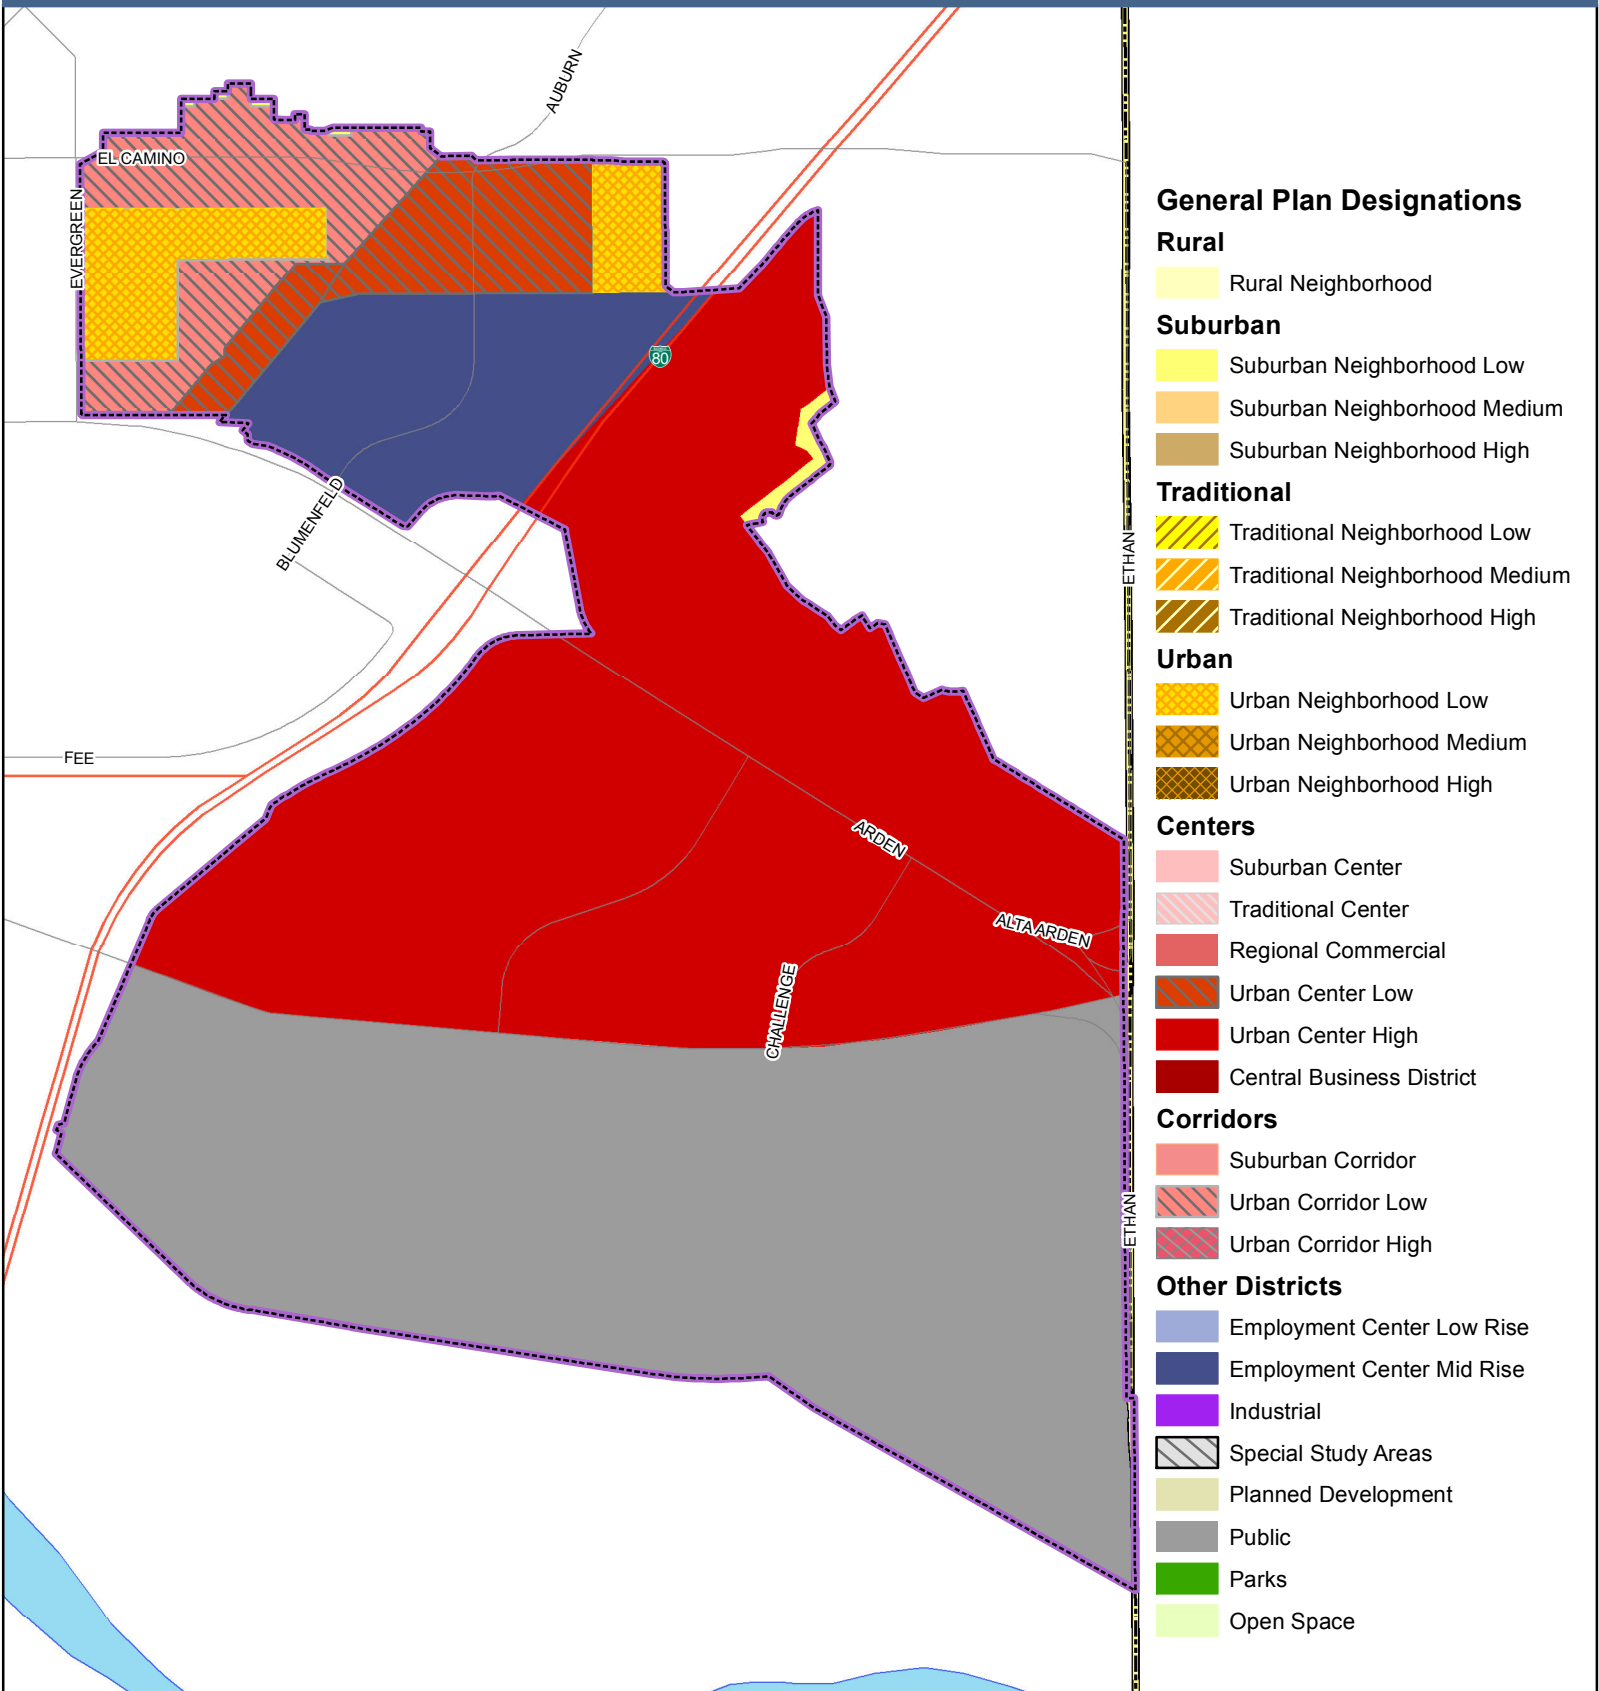 AUBURN
EL CAMINO
EVERGREEN
80
BLUMENFELD
ETHAN
FEE
ARDEN
ALTA ARDEN
CHALLENGE
ETHAN
General Plan Designations
Rural
Rural Neighborhood
Suburban
Suburban Neighborhood Low
Suburban Neighborhood Medium
Suburban Neighborhood High
Traditional
Traditional Neighborhood Low
Traditional Neighborhood Medium
Traditional Neighborhood High
Urban
Urban Neighborhood Low
Urban Neighborhood Medium
Urban Neighborhood High
Centers
Suburban Center
Traditional Center
Regional Commercial
Urban Center Low
Urban Center High
Central Business District
Corridors
Suburban Corridor
Urban Corridor Low
Urban Corridor High
Other Districts
Employment Center Low Rise
Employment Center Mid Rise
Industrial
Special Study Areas
Planned Development
Public
Parks
Open Space